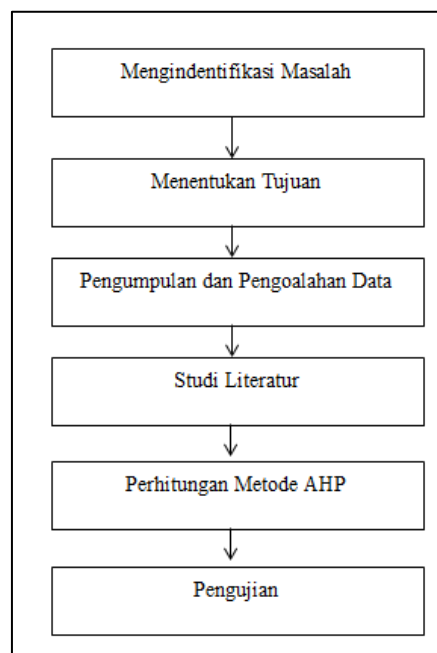 Mengindentifikasi Masalah
Menentukan Tujuan
Pengumpulan dan Pengoalahan Data
Studi Literatur
Perhitungan Metode AHP
Pengujian